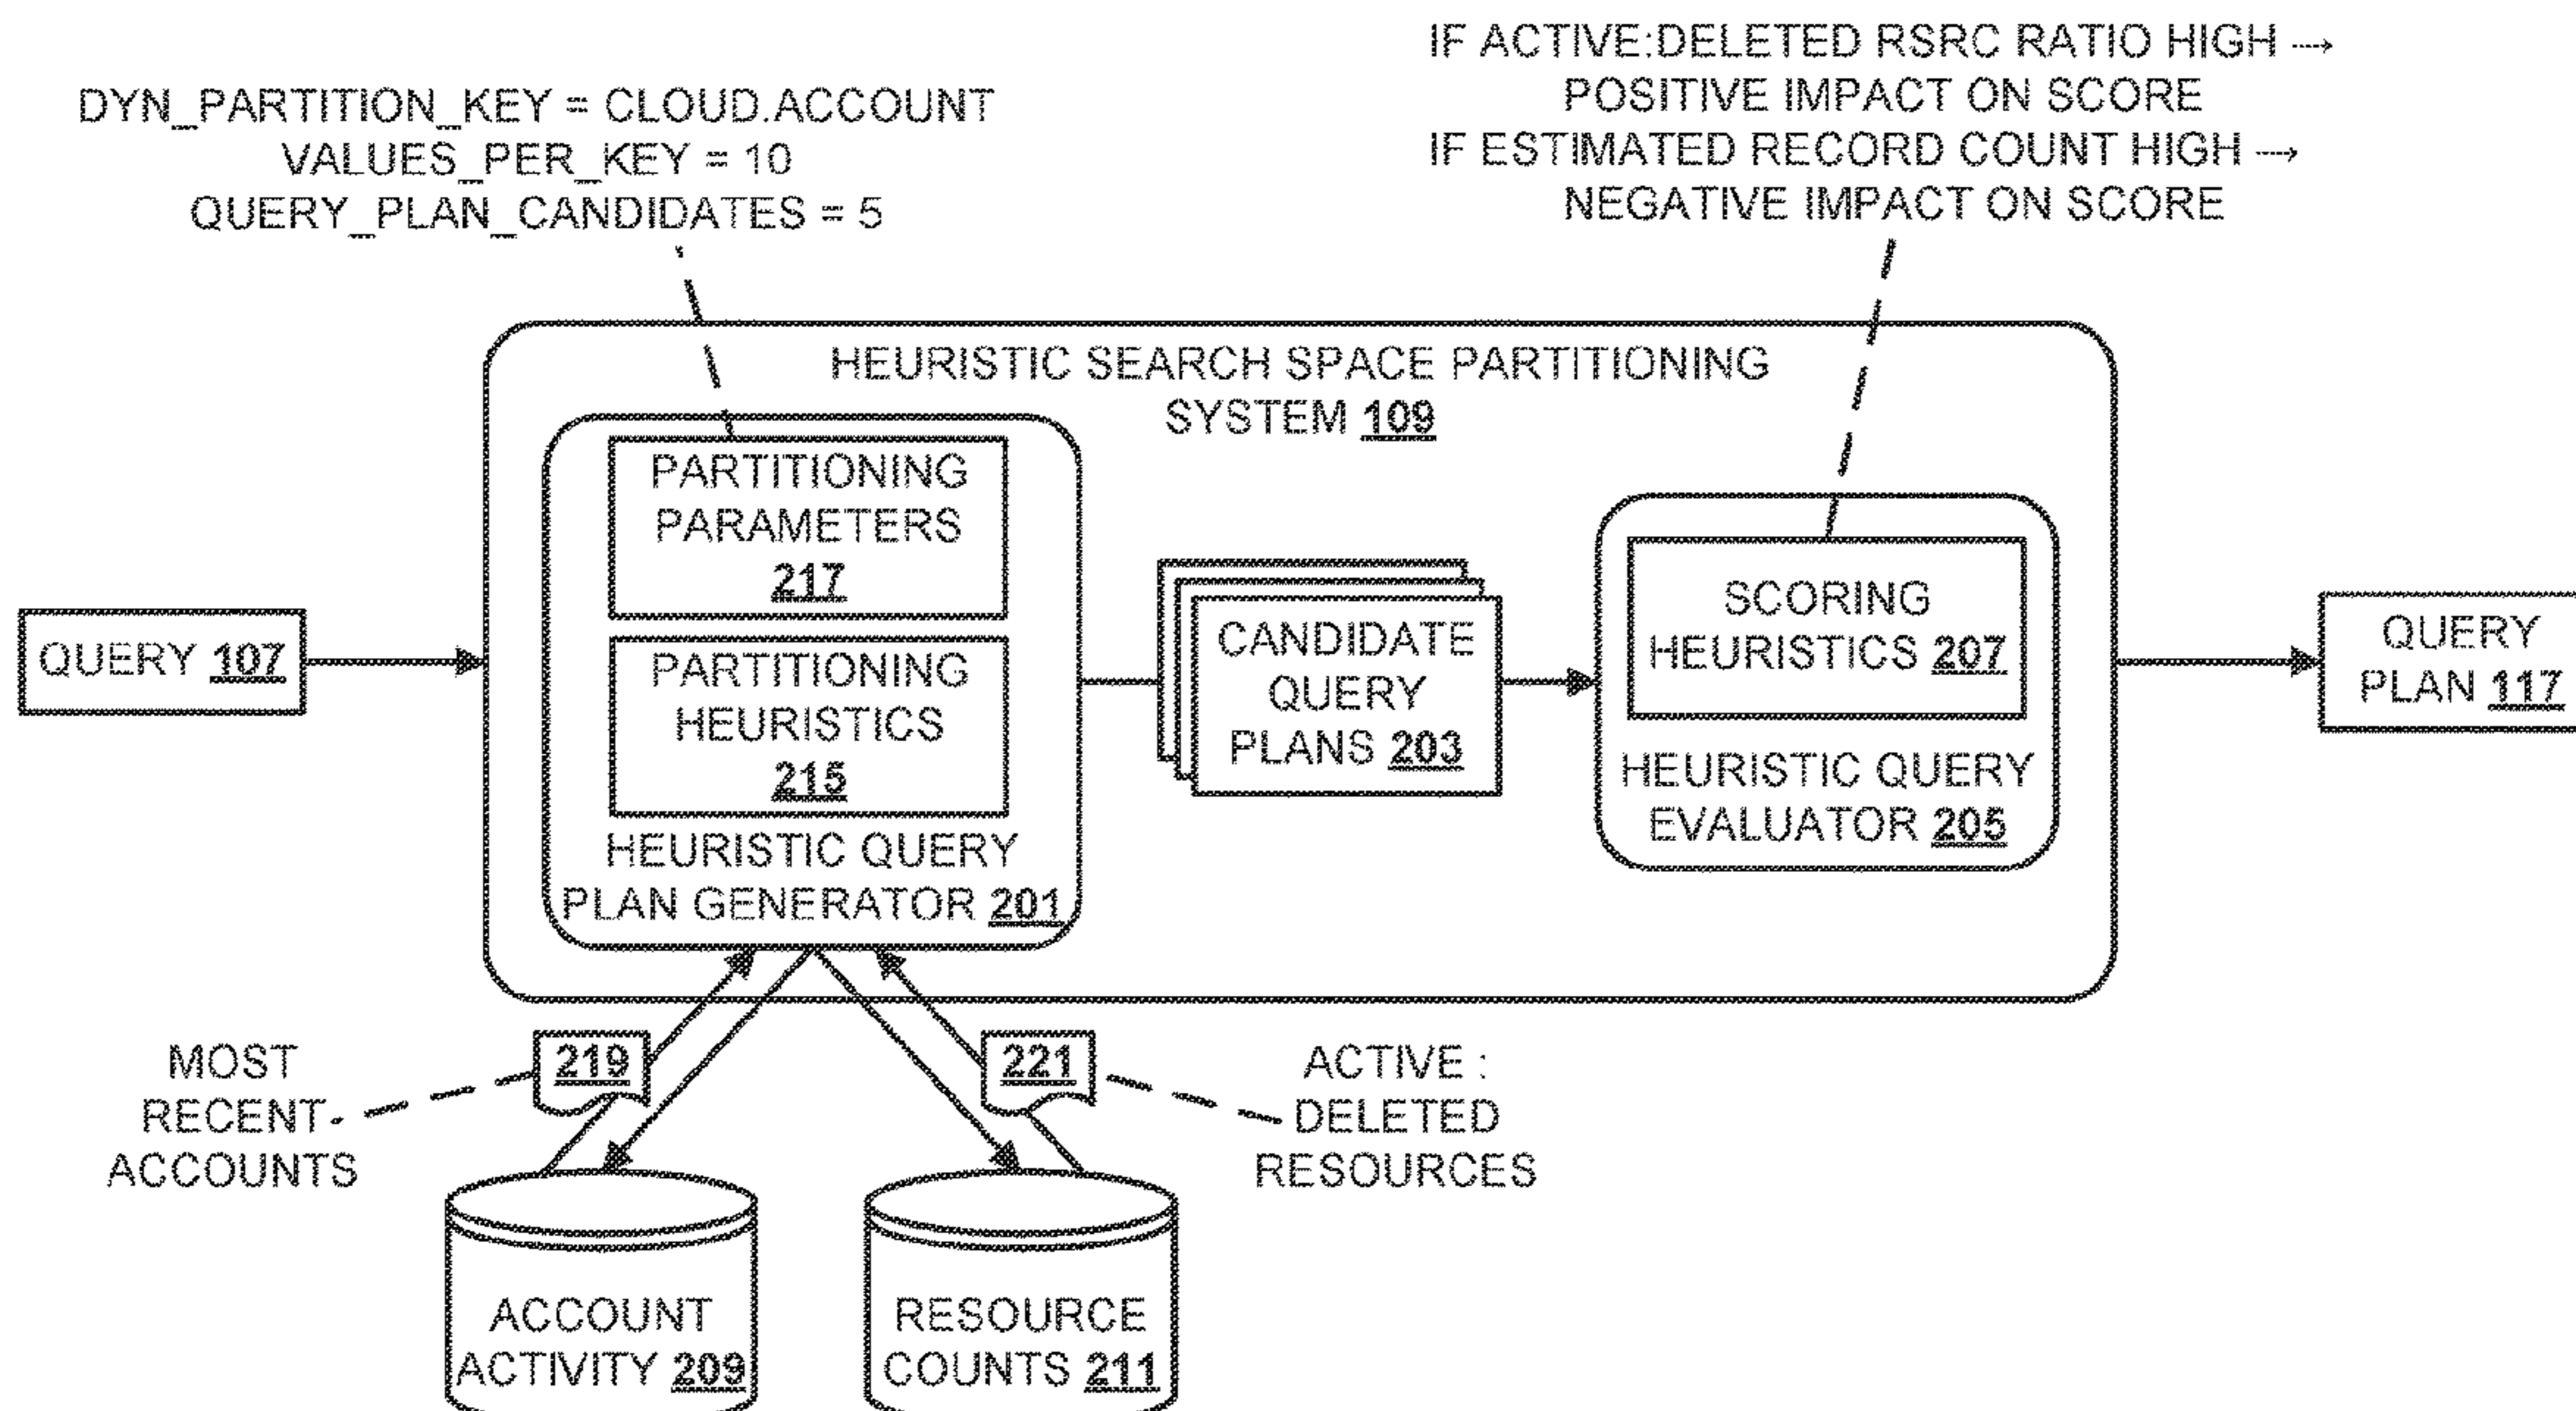 DYN_PARTITION_KEY = CLOUD.ACCOUNT
VALUES_PER_KEY = 10
QUERY_PLAN_CANDIDATES = 5
IF ACTIVE:DELETED RSRC RATIO HIGH →
POSITIVE IMPACT ON SCORE
IF ESTIMATED RECORD COUNT HIGH →
NEGATIVE IMPACT ON SCORE
HEURISTIC SEARCH SPACE PARTITIONING
SYSTEM 109
QUERY 107
PARTITIONING
PARAMETERS
217
PARTITIONING
HEURISTICS
215
HEURISTIC QUERY
PLAN GENERATOR 201
CANDIDATE
QUERY
PLANS 203
SCORING
HEURISTICS 207
HEURISTIC QUERY
EVALUATOR 205
QUERY
PLAN 117
MOST
RECENT
ACCOUNTS
219
221
ACTIVE :
DELETED
RESOURCES
ACCOUNT
ACTIVITY 209
RESOURCE
COUNTS 211